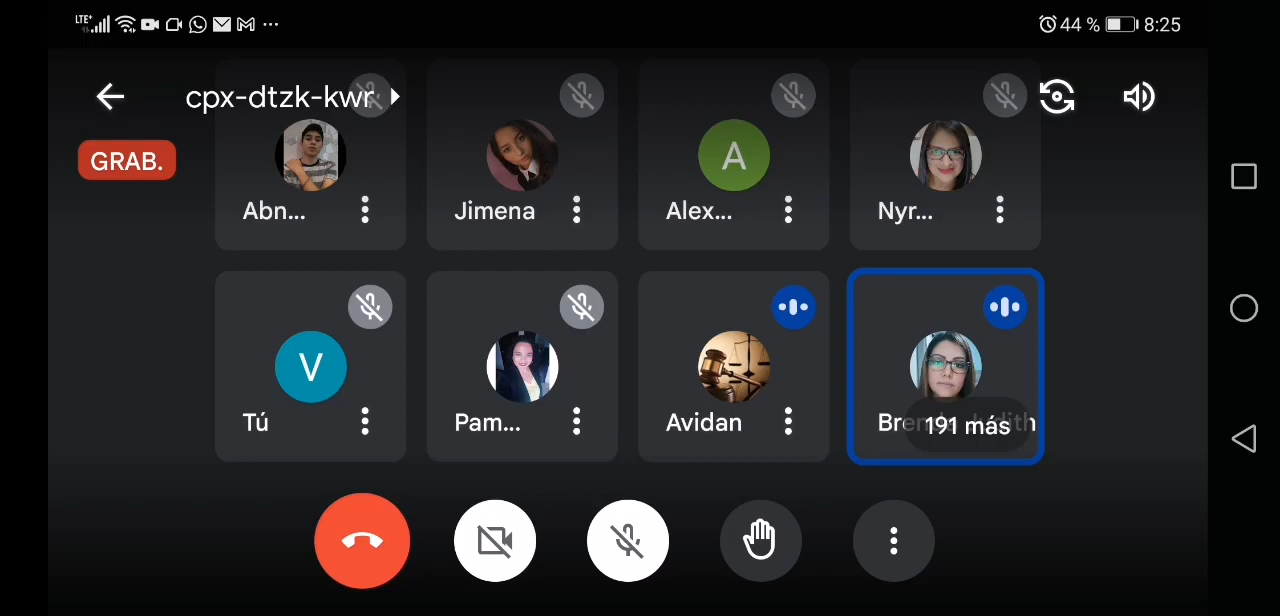 LTE+ 44 % 8:25
cpx-dtzk-kwr
GRAB.
A
Abn... Jimena Alex... Nyr...
V
Tú Pam... Avidan
191 más